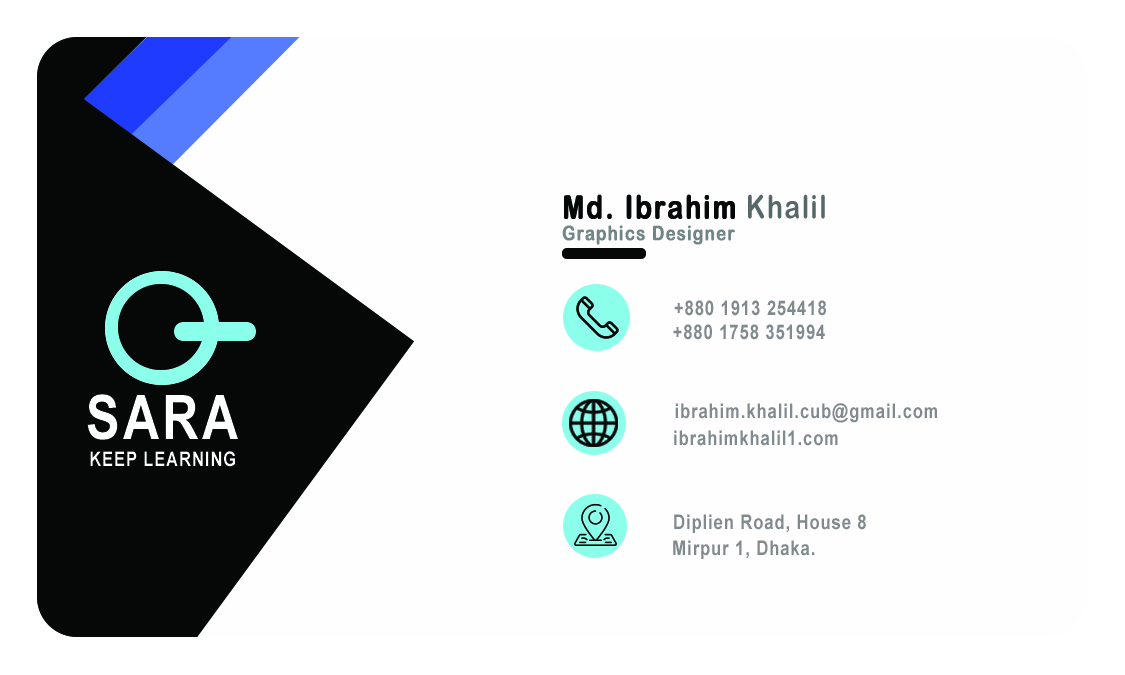 SARA
KEEP LEARNING
Md. Ibrahim Khalil
Graphics Designer
+880 1913 254418
+880 1758 351994
ibrahim.khalil.cub@gmail.com
ibrahimkhalil1.com
Diplien Road, House 8
Mirpur 1, Dhaka.